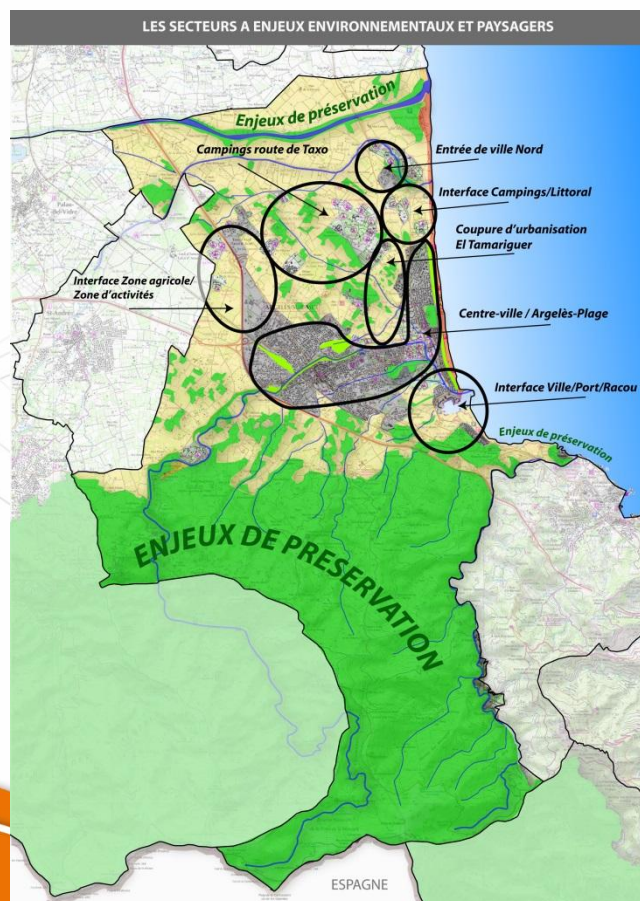 LES SECTEURS A ENJEUX ENVIRONNEMENTAUX ET PAYSAGERS
Enjeux de préservation
Campings route de Taxo
Entrée de ville Nord
Interface Campings/Littoral
Coupure d'urbanisation
El Tamariguer
Interface Zone agricole/
Zone d'activités
Centre-ville / Argelès-Plage
Interface Ville/Port/Racou
Enjeux de préservation
ENJEUX DE PRESERVATION
ESPAGNE